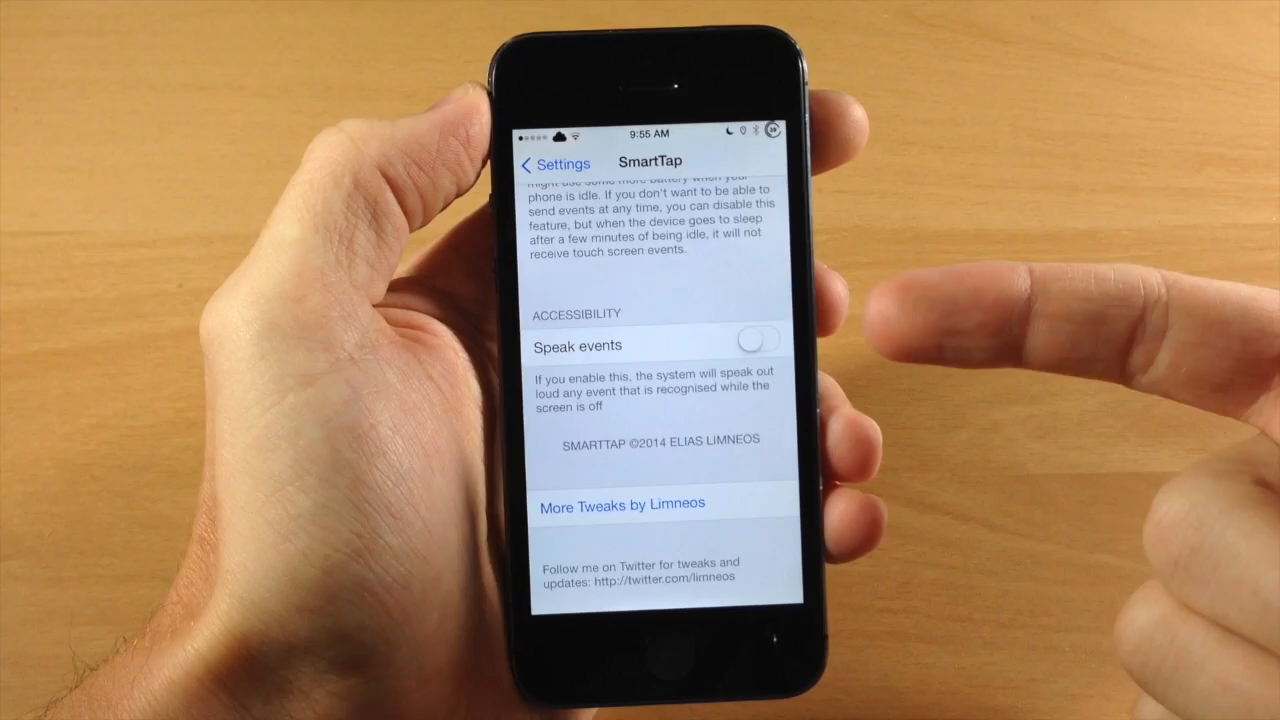 9:55 AM
Settings
SmartTap
might use some more battery when your
phone is idle. If you don't want to be able to
send events at any time, you can disable this
feature, but when the device goes to sleep
after a few minutes of being idle, it will not
receive touch screen events.
ACCESSIBILITY
Speak events
If you enable this, the system will speak out
loud any event that is recognised while the
screen is off
SMARTTAP ©2014 ELIAS LIMNEOS
More Tweaks by Limneos
Follow me on Twitter for tweaks and
updates: http://twitter.com/limneos